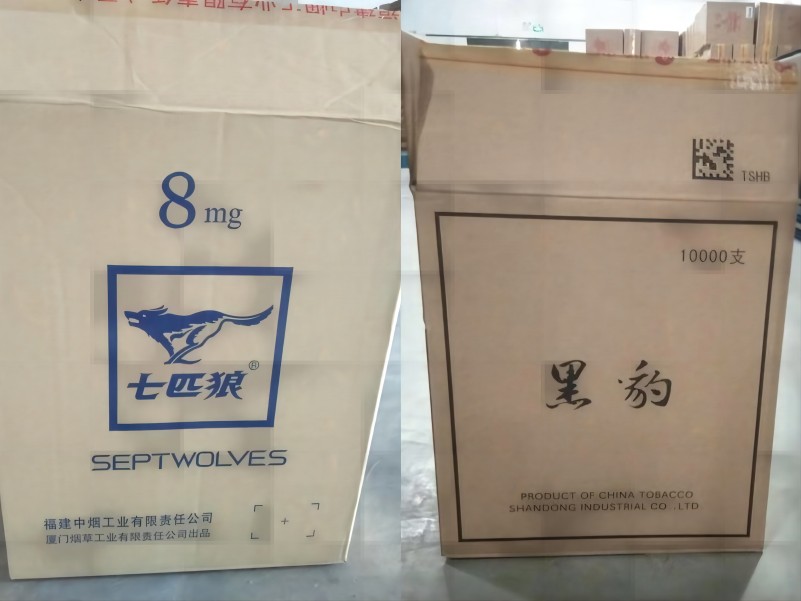 8 mg
七匹狼®
SEPTWOLVES
福建中烟工业有限责任公司
厦门烟草工业有限责任公司出品
TSHB
10000支
黑豹
PRODUCT OF CHINA TOBACCO
SHANDONG INDUSTRIAL CO.,LTD